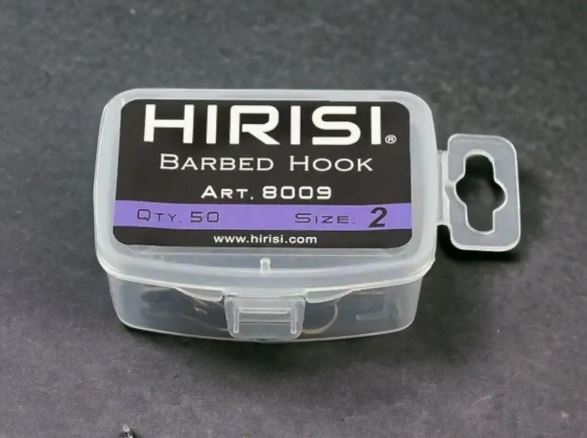 HIRISI®
BARBED HOOK
ART. 8009
QTY. 50 SIZE. 2
www.hirisi.com